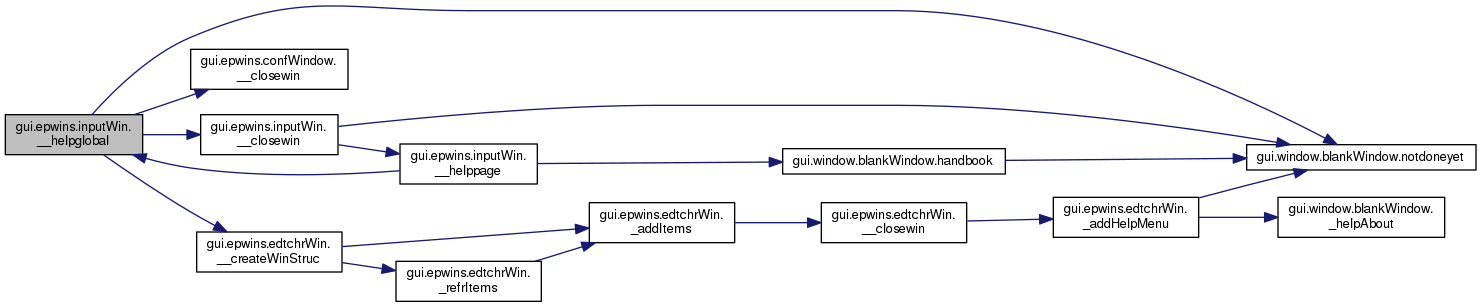 gui.epwins.inputWin.
__helpglobal
gui.epwins.confWindow.
__closewin
gui.epwins.inputWin.
__closewin
gui.epwins.edtchrWin.
__createWinStruc
gui.epwins.inputWin.
__helppage
gui.epwins.edtchrWin.
_refrItems
gui.epwins.edtchrWin.
_addItems
gui.window.blankWindow.handbook
gui.epwins.edtchrWin.
__closewin
gui.epwins.edtchrWin.
_addHelpMenu
gui.window.blankWindow.notdoneyet
gui.window.blankWindow.
_helpAbout